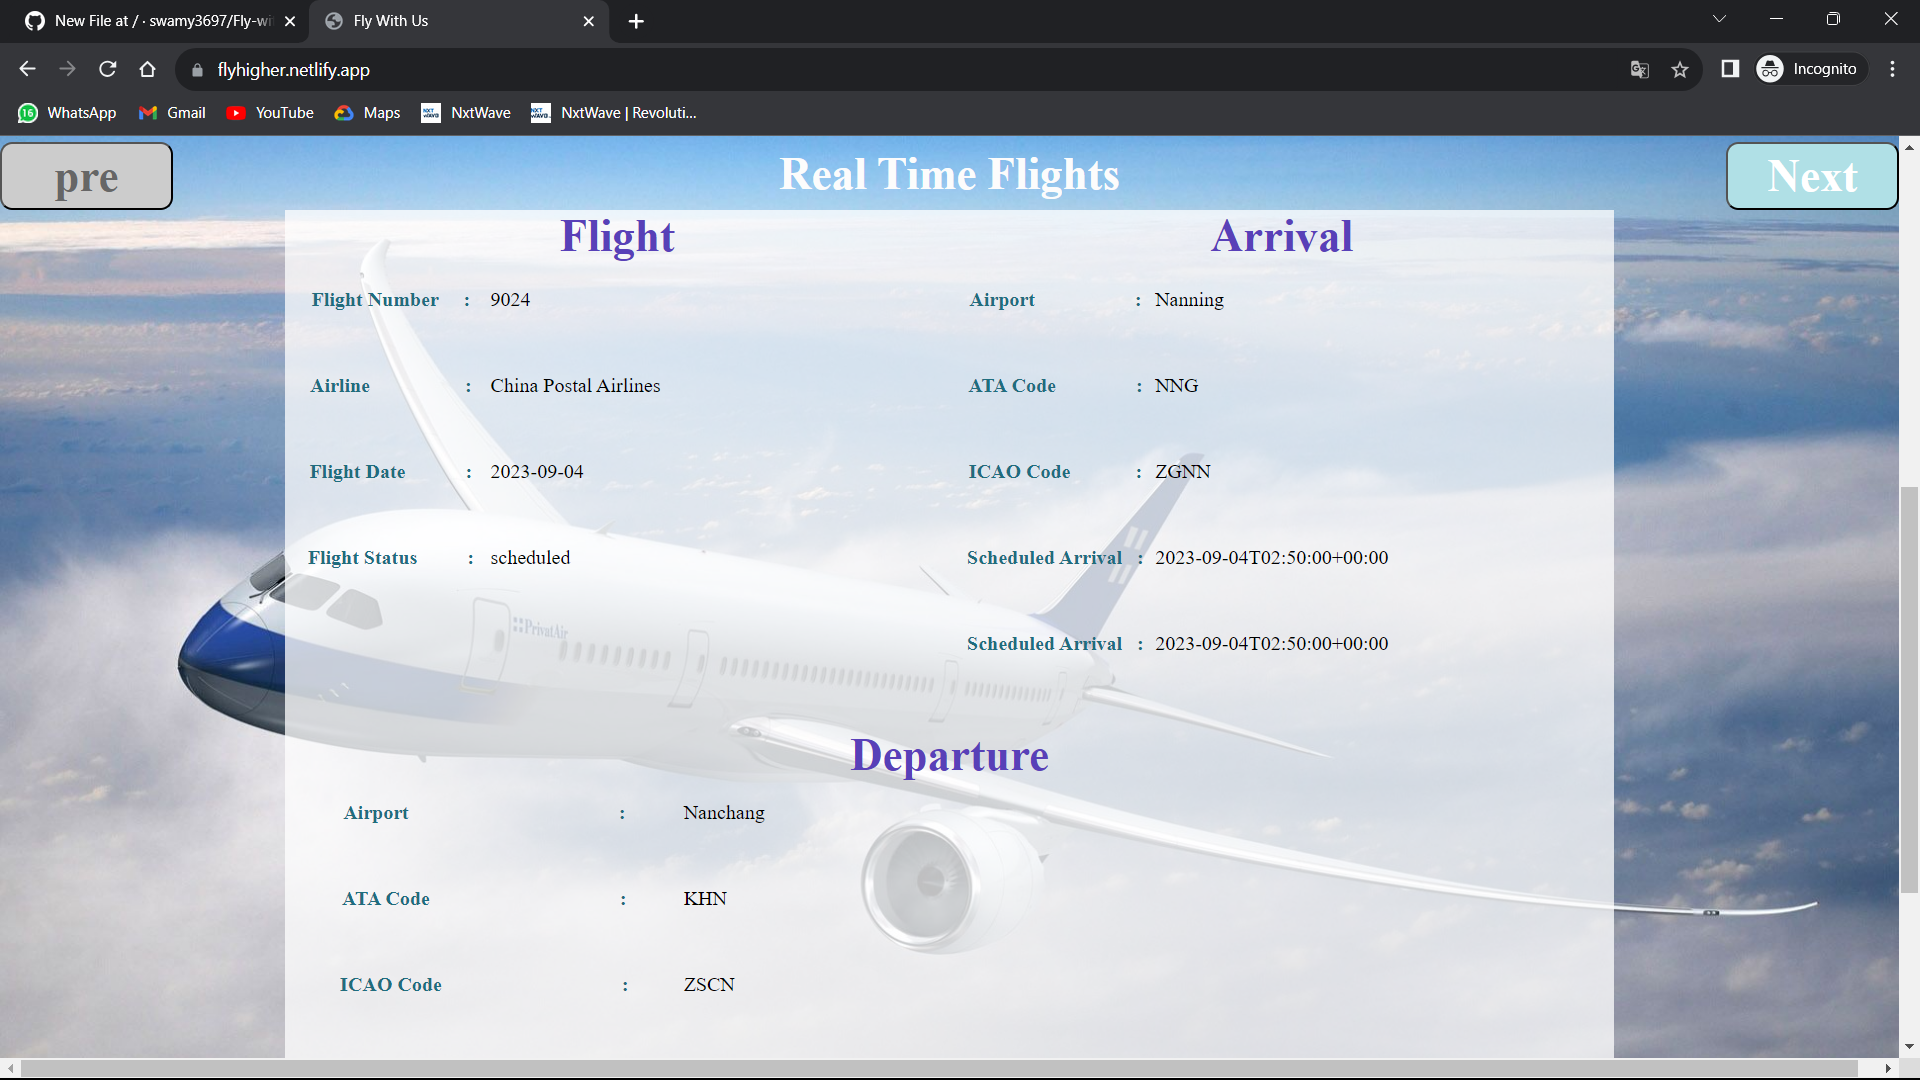 New File at / · swamy3697/Fly-wi
Fly With Us
flyhigher.netlify.app
Incognito
16
WhatsApp
Gmail
YouTube
Maps
NxtWave
NxtWave | Revoluti...
pre
Real Time Flights
Next
Flight
Flight Number : 9024
Airline : China Postal Airlines
Flight Date : 2023-09-04
Flight Status : scheduled
Arrival
Airport : Nanning
ATA Code : NNG
ICAO Code : ZGNN
Scheduled Arrival : 2023-09-04T02:50:00+00:00
Scheduled Arrival : 2023-09-04T02:50:00+00:00
PrivatAir
Departure
Airport : Nanchang
ATA Code : KHN
ICAO Code : ZSCN